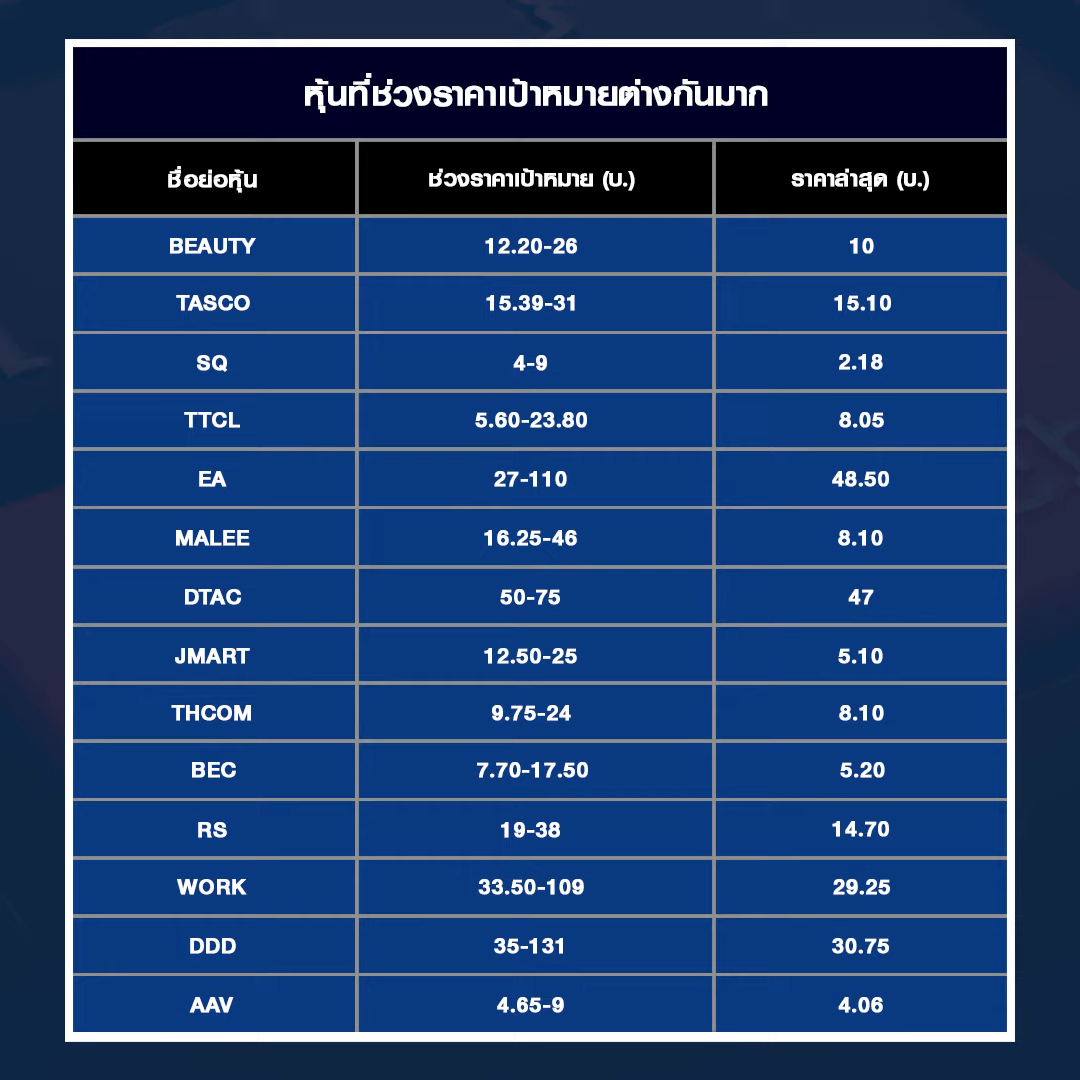 หุ้นที่ช่วงราคาเป้าหมายต่างกันมาก
ชื่อย่อหุ้น ช่วงราคาเป้าหมาย (บ.) ราคาล่าสุด (บ.)
BEAUTY 12.20-26 10
TASCO 15.39-31 15.10
SQ 4-9 2.18
TTCL 5.60-23.80 8.05
EA 27-110 48.50
MALEE 16.25-46 8.10
DTAC 50-75 47
JMART 12.50-25 5.10
THCOM 9.75-24 8.10
BEC 7.70-17.50 5.20
RS 19-38 14.70
WORK 33.50-109 29.25
DDD 35-131 30.75
AAV 4.65-9 4.06